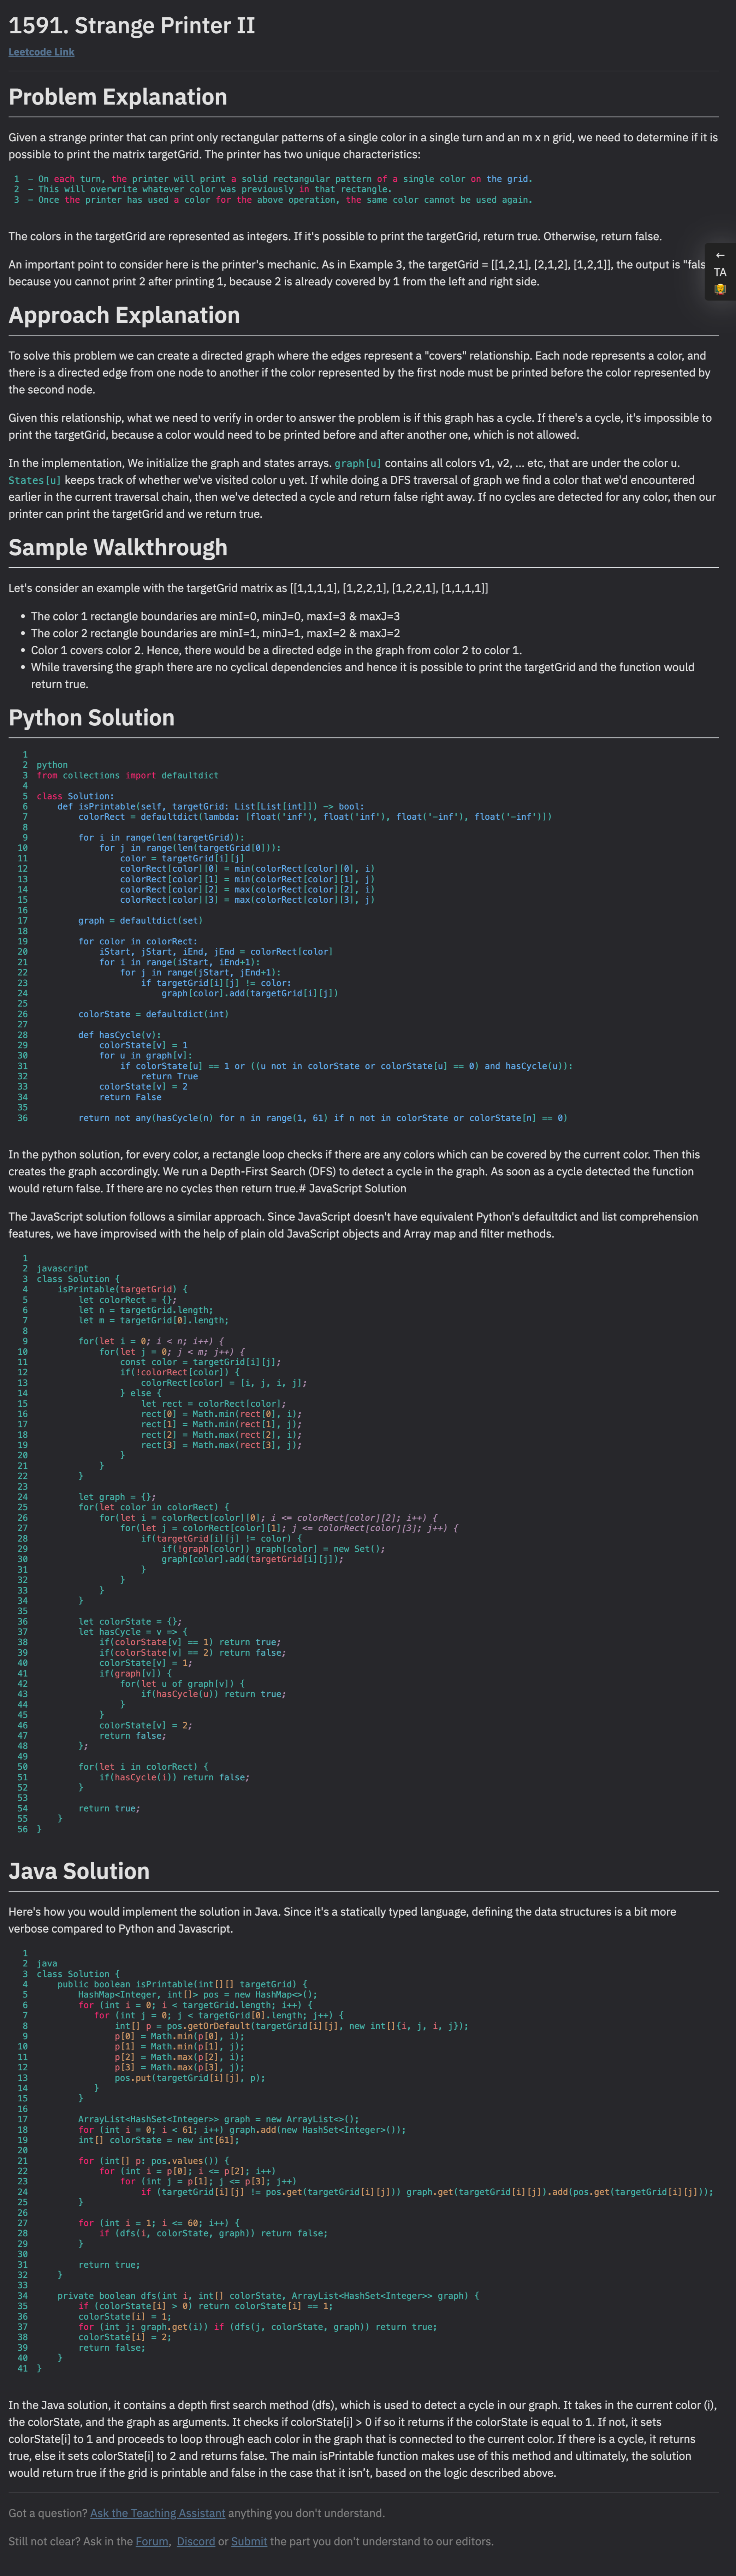 1591. Strange Printer II
Leetcode Link
Problem Explanation
Given a strange printer that can print only rectangular patterns of a single color in a single turn and an m x n grid, we need to determine if it is
possible to print the matrix targetGrid. The printer has two unique characteristics:
1 - On each turn, the printer will print a solid rectangular pattern of a single color on the grid.
2 - This will overwrite whatever color was previously in that rectangle.
3 - Once the printer has used a color for the above operation, the same color cannot be used again.
The colors in the targetGrid are represented as integers. If it's possible to print the targetGrid, return true. Otherwise, return false.
←
TA
An important point to consider here is the printer's mechanic. As in Example 3, the targetGrid = [[1,2,1], [2,1,2], [1,2,1]], the output is "fals
because you cannot print 2 after printing 1, because 2 is already covered by 1 from the left and right side.
Approach Explanation
To solve this problem we can create a directed graph where the edges represent a "covers" relationship. Each node represents a color, and
there is a directed edge from one node to another if the color represented by the first node must be printed before the color represented by
the second node.
Given this relationship, what we need to verify in order to answer the problem is if this graph has a cycle. If there's a cycle, it's impossible to
print the targetGrid, because a color would need to be printed before and after another one, which is not allowed.
In the implementation, We initialize the graph and states arrays. graph[u] contains all colors v1, v2, ... etc, that are under the color u.
States[u] keeps track of whether we've visited color u yet. If while doing a DFS traversal of graph we find a color that we'd encountered
earlier in the current traversal chain, then we've detected a cycle and return false right away. If no cycles are detected for any color, then our
printer can print the targetGrid and we return true.
Sample Walkthrough
Let's consider an example with the targetGrid matrix as [[1,1,1,1], [1,2,2,1], [1,2,2,1], [1,1,1,1]]
• The color 1 rectangle boundaries are minI=0, minJ=0, maxI=3 & maxJ=3
• The color 2 rectangle boundaries are minI=1, minJ=1, maxI=2 & maxJ=2
• Color 1 covers color 2. Hence, there would be a directed edge in the graph from color 2 to color 1.
• While traversing the graph there are no cyclical dependencies and hence it is possible to print the targetGrid and the function would
return true.
Python Solution
1
2 python
3 from collections import defaultdict
4
5 class Solution:
6     def isPrintable(self, targetGrid: List[List[int]]) -> bool:
7         colorRect = defaultdict(lambda: [float('inf'), float('inf'), float('-inf'), float('-inf')])
8
9         for i in range(len(targetGrid)):
10             for j in range(len(targetGrid[0])):
11                 color = targetGrid[i][j]
12                 colorRect[color][0] = min(colorRect[color][0], i)
13                 colorRect[color][1] = min(colorRect[color][1], j)
14                 colorRect[color][2] = max(colorRect[color][2], i)
15                 colorRect[color][3] = max(colorRect[color][3], j)
16
17         graph = defaultdict(set)
18
19         for color in colorRect:
20             iStart, jStart, iEnd, jEnd = colorRect[color]
21             for i in range(iStart, iEnd+1):
22                 for j in range(jStart, jEnd+1):
23                     if targetGrid[i][j] != color:
24                         graph[color].add(targetGrid[i][j])
25
26         colorState = defaultdict(int)
27
28         def hasCycle(v):
29             colorState[v] = 1
30             for u in graph[v]:
31                 if colorState[u] == 1 or ((u not in colorState or colorState[u] == 0) and hasCycle(u)):
32                     return True
33             colorState[v] = 2
34             return False
35
36         return not any(hasCycle(n) for n in range(1, 61) if n not in colorState or colorState[n] == 0)
In the python solution, for every color, a rectangle loop checks if there are any colors which can be covered by the current color. Then this
creates the graph accordingly. We run a Depth-First Search (DFS) to detect a cycle in the graph. As soon as a cycle detected the function
would return false. If there are no cycles then return true.# JavaScript Solution
The JavaScript solution follows a similar approach. Since JavaScript doesn't have equivalent Python's defaultdict and list comprehension
features, we have improvised with the help of plain old JavaScript objects and Array map and filter methods.
1
2 javascript
3 class Solution {
4     isPrintable(targetGrid) {
5         let colorRect = {};
6         let n = targetGrid.length;
7         let m = targetGrid[0].length;
8
9         for(let i = 0; i < n; i++) {
10             for(let j = 0; j < m; j++) {
11                 const color = targetGrid[i][j];
12                 if(!colorRect[color]) {
13                     colorRect[color] = [i, j, i, j];
14                 } else {
15                     let rect = colorRect[color];
16                     rect[0] = Math.min(rect[0], i);
17                     rect[1] = Math.min(rect[1], j);
18                     rect[2] = Math.max(rect[2], i);
19                     rect[3] = Math.max(rect[3], j);
20                 }
21             }
22         }
23
24         let graph = {};
25         for(let color in colorRect) {
26             for(let i = colorRect[color][0]; i <= colorRect[color][2]; i++) {
27                 for(let j = colorRect[color][1]; j <= colorRect[color][3]; j++) {
28                     if(targetGrid[i][j] != color) {
29                         if(!graph[color]) graph[color] = new Set();
30                         graph[color].add(targetGrid[i][j]);
31                     }
32                 }
33             }
34         }
35
36         let colorState = {};
37         let hasCycle = v => {
38             if(colorState[v] == 1) return true;
39             if(colorState[v] == 2) return false;
40             colorState[v] = 1;
41             if(graph[v]) {
42                 for(let u of graph[v]) {
43                     if(hasCycle(u)) return true;
44                 }
45             }
46             colorState[v] = 2;
47             return false;
48         };
49
50         for(let i in colorRect) {
51             if(hasCycle(i)) return false;
52         }
53
54         return true;
55     }
56 }
Java Solution
Here's how you would implement the solution in Java. Since it's a statically typed language, defining the data structures is a bit more
verbose compared to Python and Javascript.
1
2 java
3 class Solution {
4     public boolean isPrintable(int[][] targetGrid) {
5         HashMap<Integer, int[]> pos = new HashMap<>();
6         for (int i = 0; i < targetGrid.length; i++) {
7            for (int j = 0; j < targetGrid[0].length; j++) {
8                int[] p = pos.getOrDefault(targetGrid[i][j], new int[]{i, j, i, j});
9                p[0] = Math.min(p[0], i);
10                p[1] = Math.min(p[1], j);
11                p[2] = Math.max(p[2], i);
12                p[3] = Math.max(p[3], j);
13                pos.put(targetGrid[i][j], p);
14            }
15         }
16
17         ArrayList<HashSet<Integer>> graph = new ArrayList<>();
18         for (int i = 0; i < 61; i++) graph.add(new HashSet<Integer>());
19         int[] colorState = new int[61];
20
21         for (int[] p: pos.values()) {
22             for (int i = p[0]; i <= p[2]; i++)
23                 for (int j = p[1]; j <= p[3]; j++)
24                     if (targetGrid[i][j] != pos.get(targetGrid[i][j])) graph.get(targetGrid[i][j]).add(pos.get(targetGrid[i][j]));
25         }
26
27         for (int i = 1; i <= 60; i++) {
28             if (dfs(i, colorState, graph)) return false;
29         }
30
31         return true;
32     }
33
34     private boolean dfs(int i, int[] colorState, ArrayList<HashSet<Integer>> graph) {
35         if (colorState[i] > 0) return colorState[i] == 1;
36         colorState[i] = 1;
37         for (int j: graph.get(i)) if (dfs(j, colorState, graph)) return true;
38         colorState[i] = 2;
39         return false;
40     }
41 }
In the Java solution, it contains a depth first search method (dfs), which is used to detect a cycle in our graph. It takes in the current color (i),
the colorState, and the graph as arguments. It checks if colorState[i] > 0 if so it returns if the colorState is equal to 1. If not, it sets
colorState[i] to 1 and proceeds to loop through each color in the graph that is connected to the current color. If there is a cycle, it returns
true, else it sets colorState[i] to 2 and returns false. The main isPrintable function makes use of this method and ultimately, the solution
would return true if the grid is printable and false in the case that it isn't, based on the logic described above.
Got a question? Ask the Teaching Assistant anything you don't understand.
Still not clear? Ask in the Forum, Discord or Submit the part you don't understand to our editors.